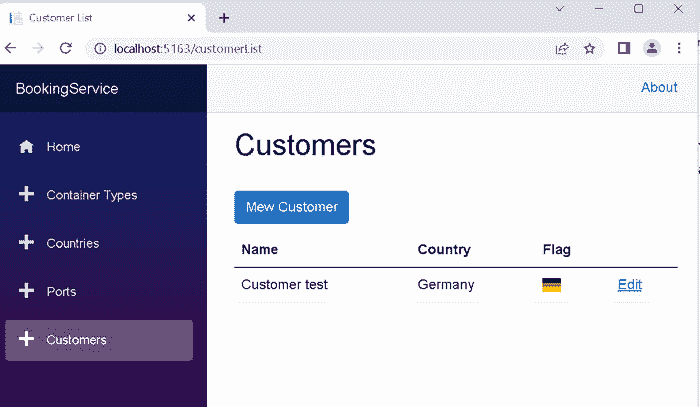 Customer List
localhost:5163/customerList
BookingService
About
Home
Container Types
Countries
Ports
Customers
Customers
Mew Customer
Name Country Flag
Customer test Germany Edit